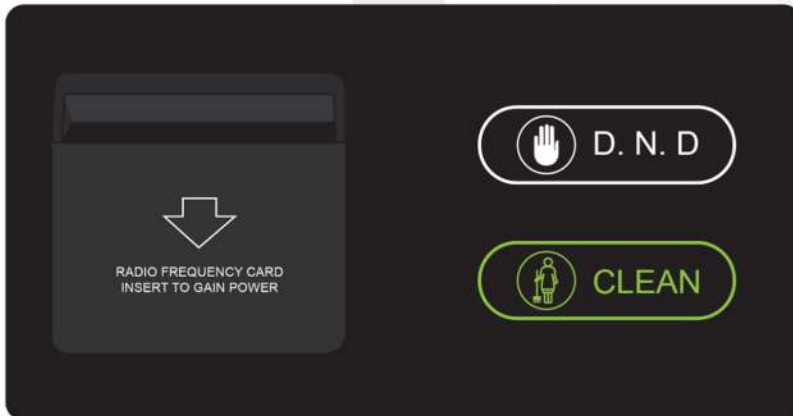 D. N. D
RADIO FREQUENCY CARD
INSERT TO GAIN POWER
CLEAN